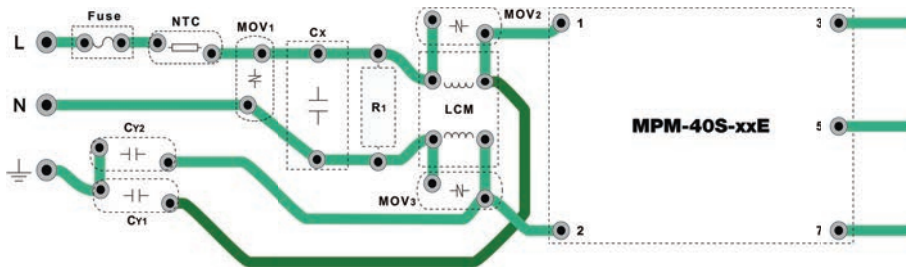 Fuse
NTC
MOV1
Cx
MOV2
L
1
3
N
R1
LCM
MPM-40S-xxE
5
CY2
CY1
MOV3
2
7